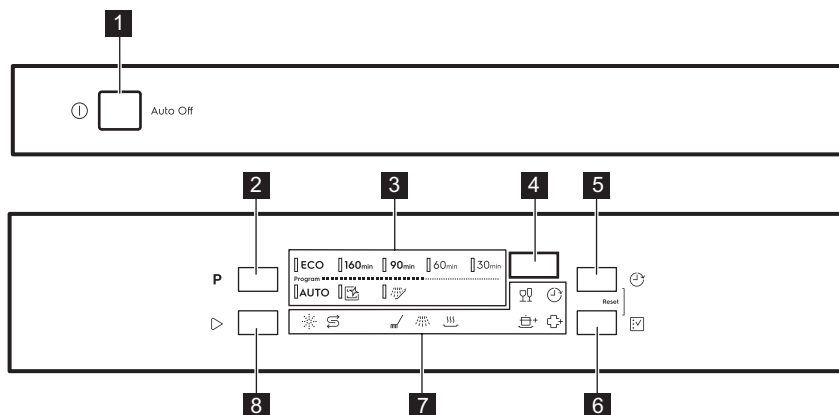 1
Auto Off
2 3 4 5
P ECO 160min 90min 60min 30min
Program
AUTO
Reset
8 7 6